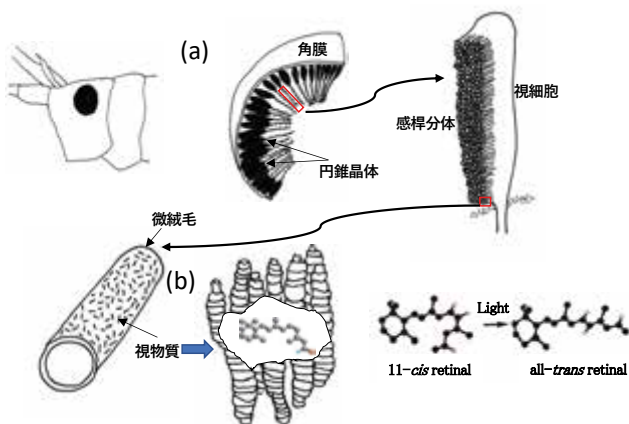 (a)
角膜
円錐晶体
感桿分体
視細胞
微絨毛
(b)
視物質
Light
11-cis retinal
all-trans retinal